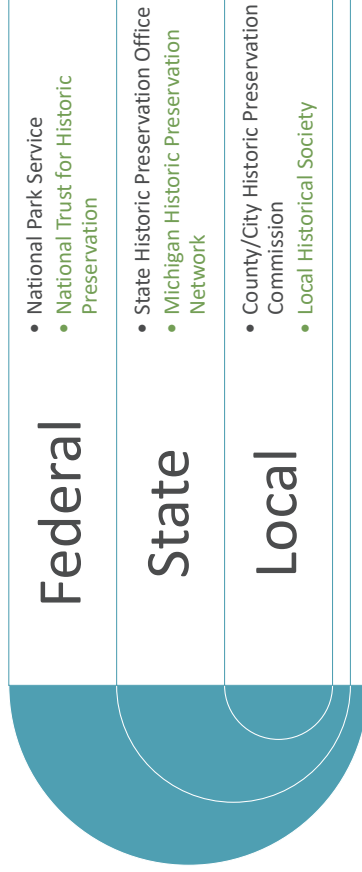 Federal
• National Park Service
• National Trust for Historic
Preservation
State
• State Historic Preservation Office
• Michigan Historic Preservation
Network
Local
• County/City Historic Preservation
Commission
• Local Historical Society